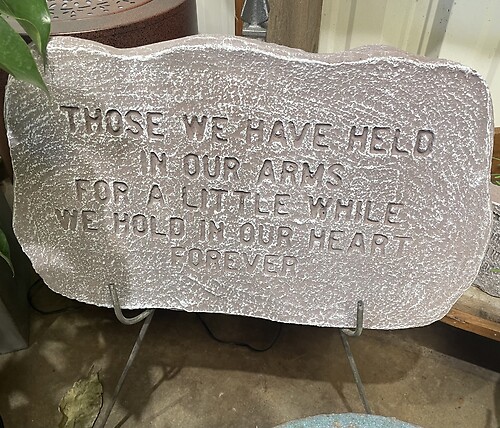 THOSE WE HAVE HELD
IN OUR ARMS
FOR A LITTLE WHILE
WE HOLD IN OUR HEART
FOREVER